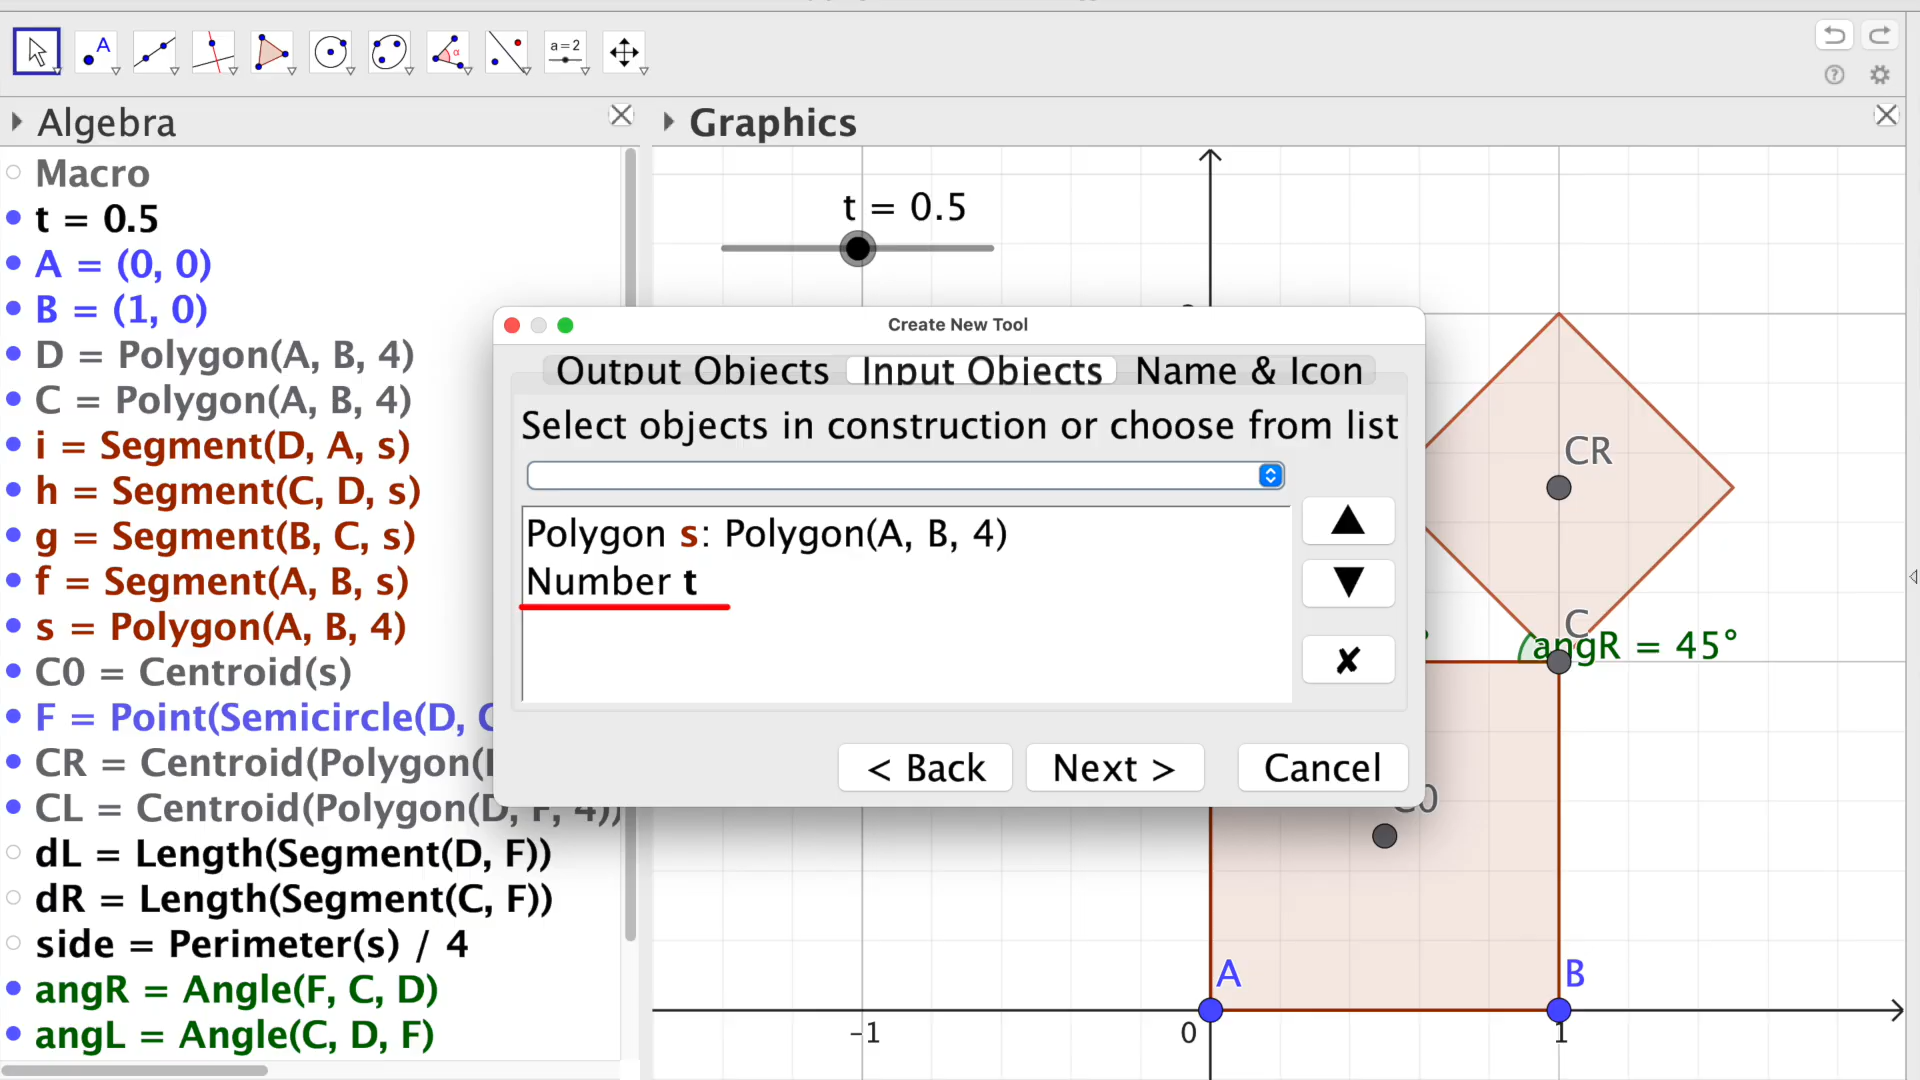 A
α
a=2
Algebra
Graphics
Macro
t = 0.5
A = (0, 0)
B = (1, 0)
D = Polygon(A, B, 4)
C = Polygon(A, B, 4)
i = Segment(D, A, s)
h = Segment(C, D, s)
g = Segment(B, C, s)
f = Segment(A, B, s)
s = Polygon(A, B, 4)
C0 = Centroid(s)
F = Point(Semicircle(D, C
CR = Centroid(Polygon(
CL = Centroid(Polygon(D, F, 4))
dL = Length(Segment(D, F))
dR = Length(Segment(C, F))
side = Perimeter(s) / 4
angR = Angle(F, C, D)
angL = Angle(C, D, F)
t = 0.5
Create New Tool
Output Objects Input Objects Name & Icon
Select objects in construction or choose from list
Polygon s: Polygon(A, B, 4)
Number t
< Back Next > Cancel
CR
C
angR = 45°
A
B
−1 0 1